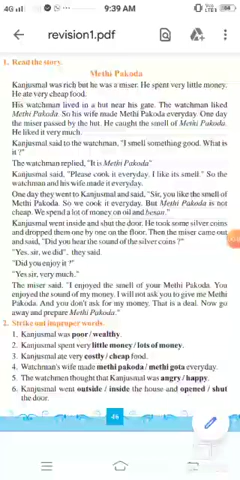 4G 9:39 AM
revision1.pdf
1. Read the story.
Methi Pakoda
Kanjusmal was rich but he was a miser. He spent very little money.
He ate very cheap food.
His watchman lived in a hut near his gate. The watchman liked
Methi Pakoda. So his wife made Methi Pakoda everyday. One day
the miser passed by the hut. He caught the smell of Methi Pakoda.
He liked it very much.
Kanjusmal said to the watchman. "I smell something good. What is
it ?"
The watchman replied, "It is Methi Pakoda"
Kanjusmal said, "Please cook it everyday. I like its smell." So the
watchman and his wife made it everyday.
One day they went to Kanjusmal and said, "Sir, you like the smell of
Methi Pakoda. So we cook it everyday. But Methi Pakoda is not
cheap. We spend a lot of money on oil and besan."
Kanjusmal went inside and shut the door. He took some silver coins
and dropped them one by one on the floor. Then the miser came out
and said, "Did you hear the sound of the silver coins ?"
"Yes, sir, we did", they said.
"Did you enjoy it ?"
"Yes sir, very much."
The miser said. "I enjoyed the smell of your Methi Pakoda. You
enjoyed the sound of my money. I will not ask you to give me Methi
Pakoda. And you don't ask for my money. That is a deal. Now go
away and prepare Methi Pakoda."
2. Strike out improper words.
1. Kanjusmal was poor / wealthy.
2. Kanjusmal spent very little money / lots of money.
3. Kanjusmal ate very costly / cheap food.
4. Watchman's wife made methi pakoda / methi gota everyday.
5. The watchmen thought that Kanjusmal was angry / happy.
6. Kanjusmal went outside / inside the house and opened / shut
the door.